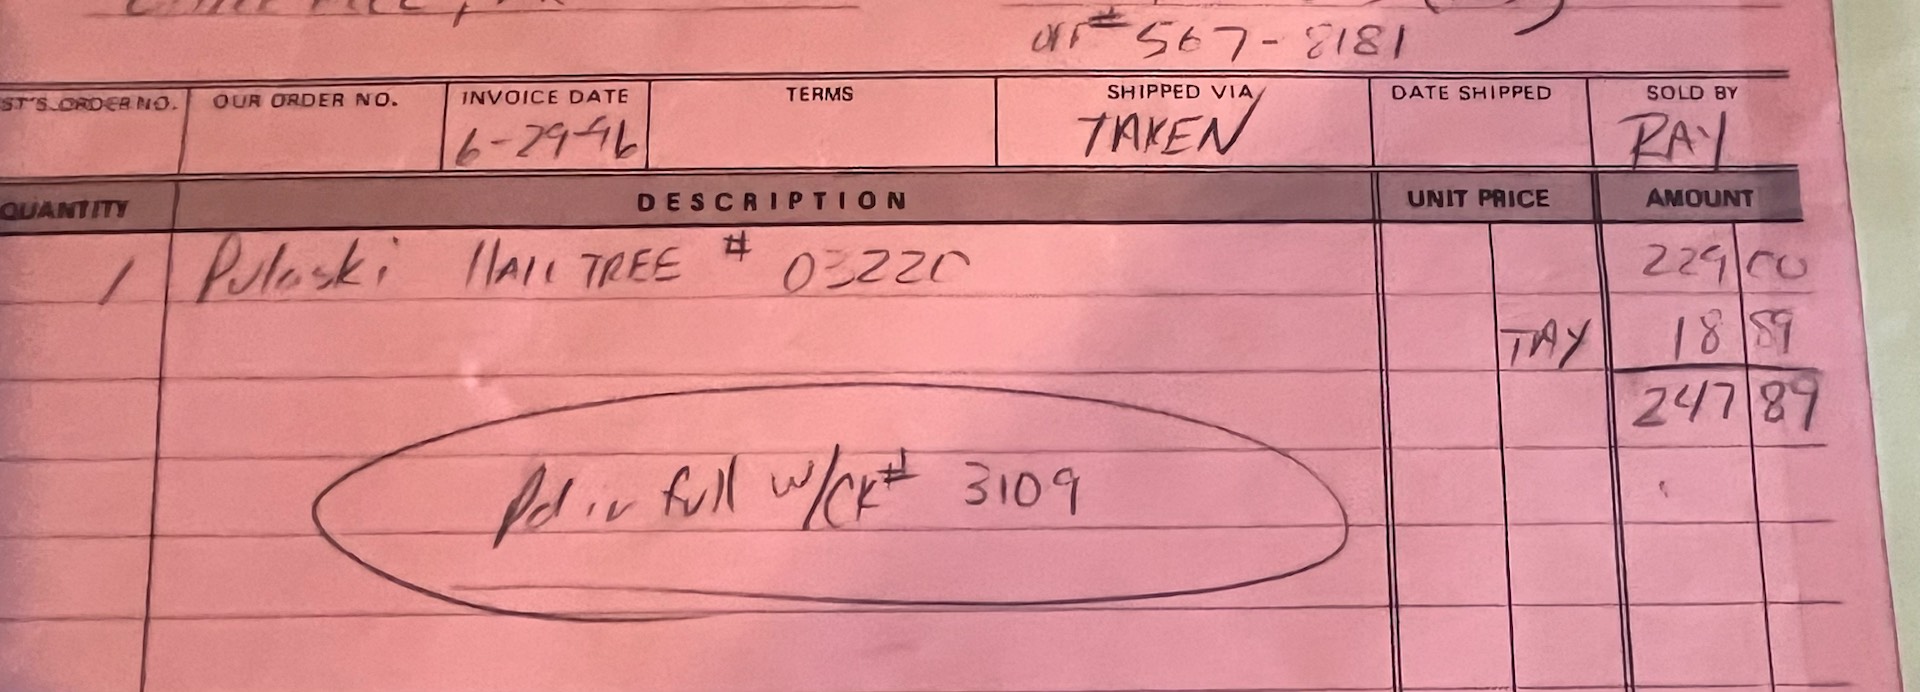 # 567-8181
ST'S. ORDER NO. OUR ORDER NO. INVOICE DATE TERMS SHIPPED VIA DATE SHIPPED SOLD BY
6-29-96 TAKEN RAY
QUANTITY DESCRIPTION UNIT PRICE AMOUNT
1 Pulaski HALL TREE # 03220 229 00
TAX 18 89
247 89
Pd in full w/CK# 3109